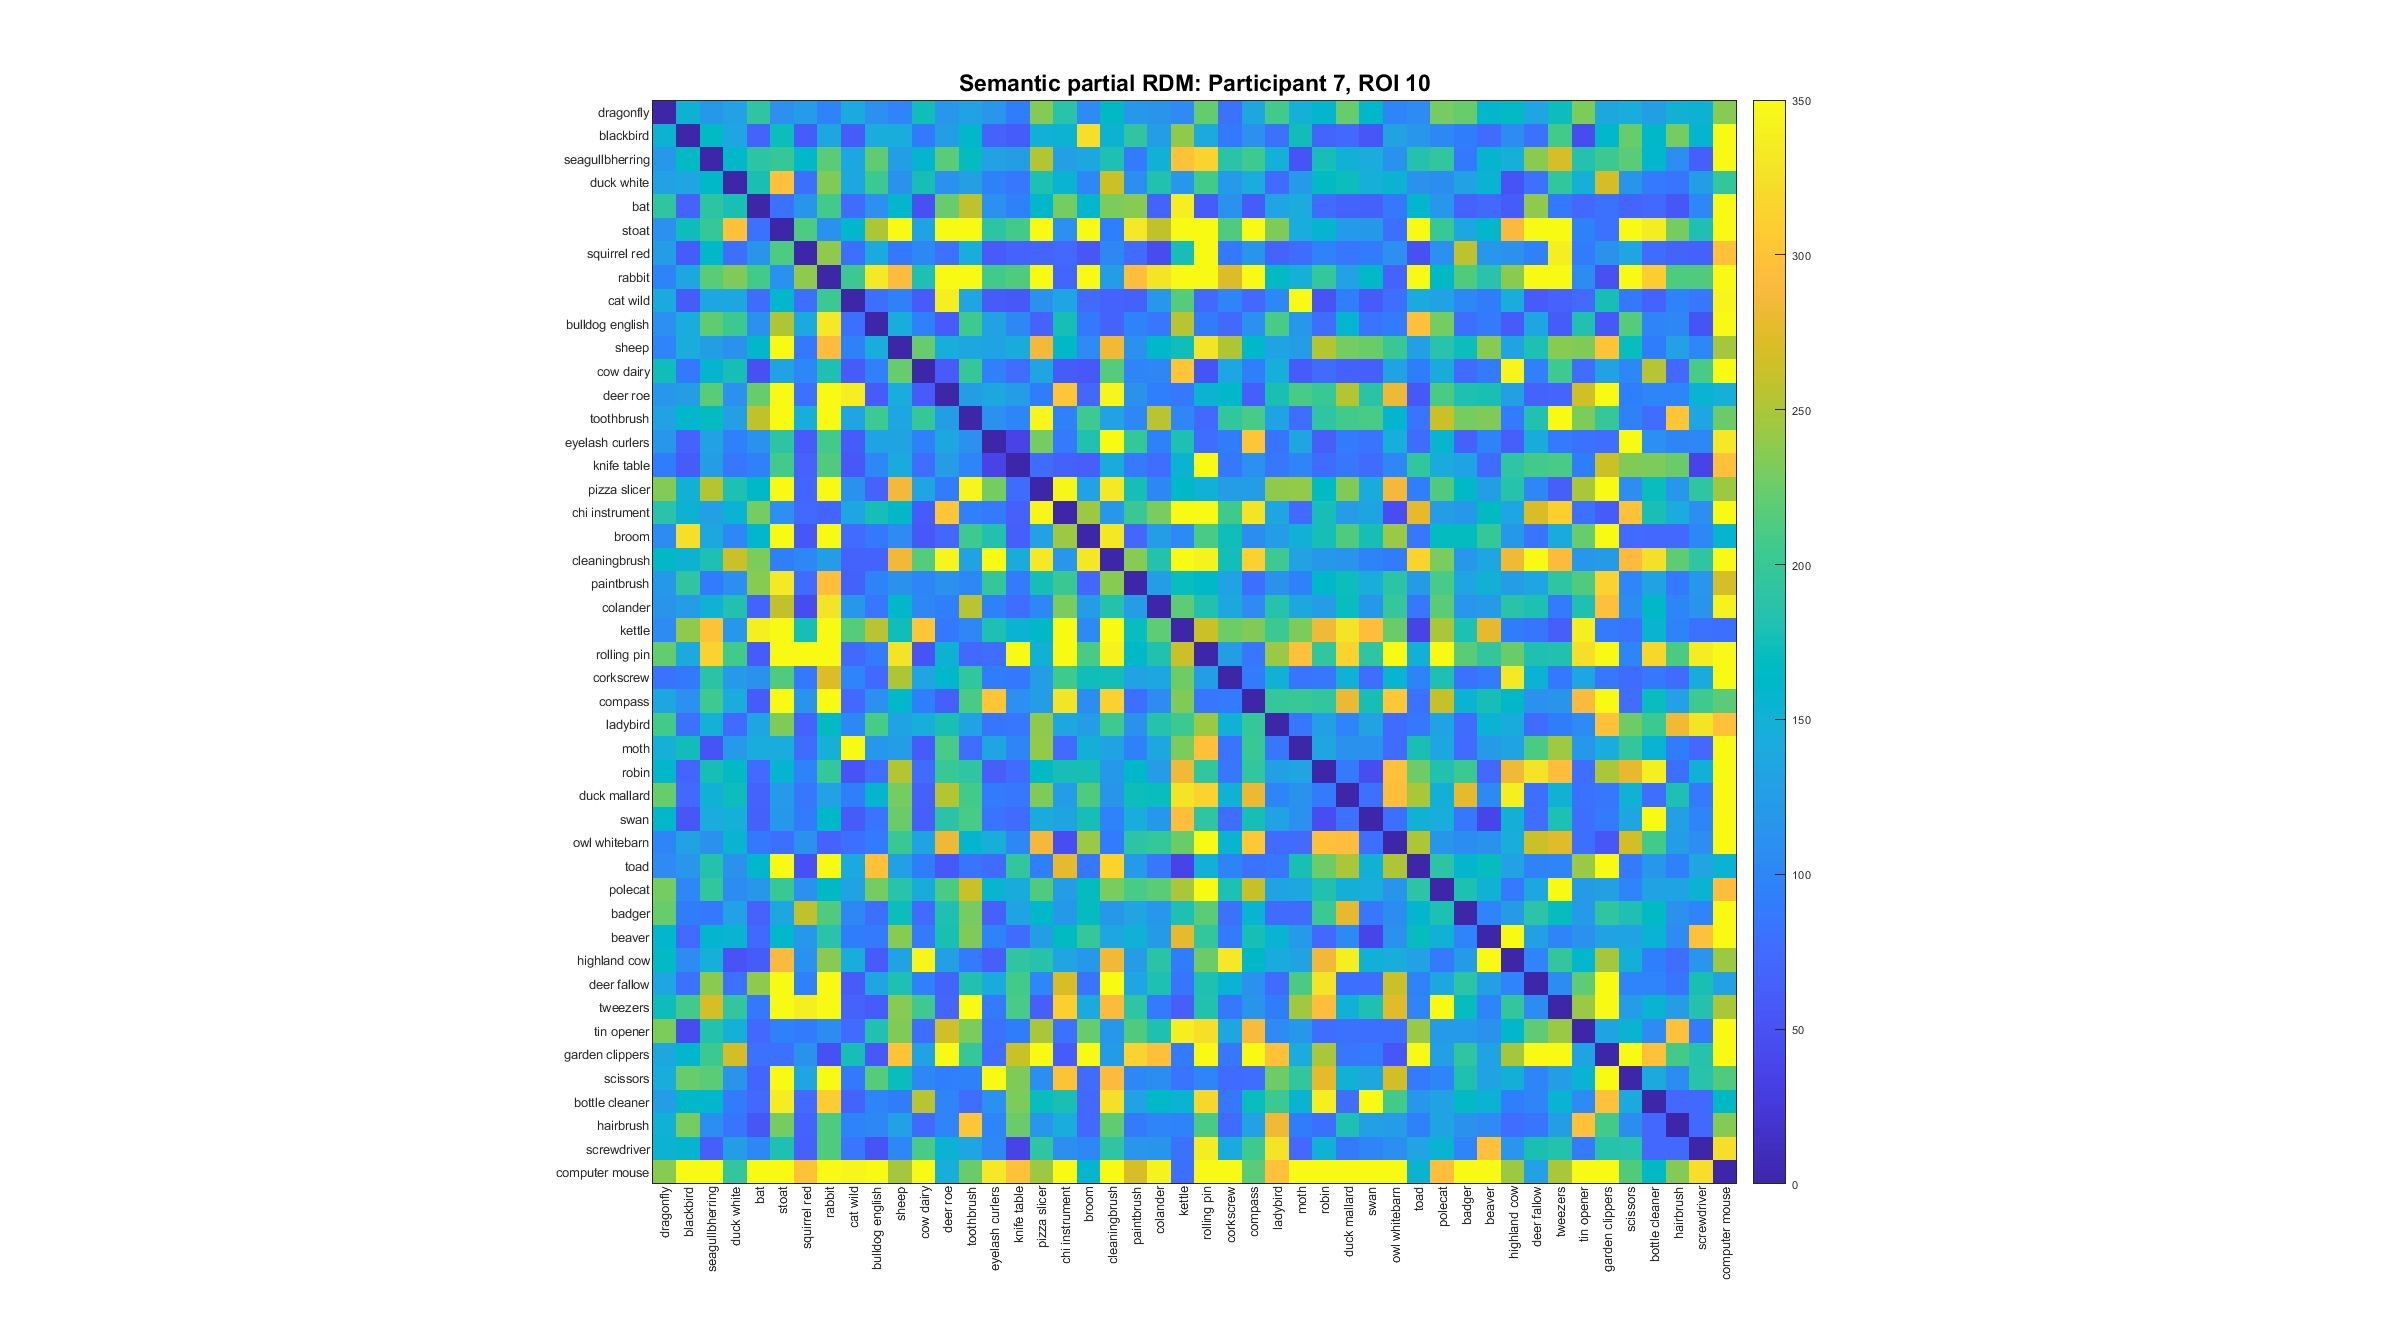 Semantic partial RDM: Participant 7, ROI 10
dragonfly
blackbird
seagullbherring
duck white
bat
stoat
squirrel red
rabbit
cat wild
bulldog english
sheep
cow dairy
deer roe
toothbrush
eyelash curlers
knife table
pizza slicer
chi instrument
broom
cleaningbrush
paintbrush
colander
kettle
rolling pin
corkscrew
compass
ladybird
moth
robin
duck mallard
swan
owl whitebarn
toad
polecat
badger
beaver
highland cow
deer fallow
tweezers
tin opener
garden clippers
scissors
bottle cleaner
hairbrush
screwdriver
computer mouse
dragonfly
blackbird
seagullbherring
duck white
bat
stoat
squirrel red
rabbit
cat wild
bulldog english
sheep
cow dairy
deer roe
toothbrush
eyelash curlers
knife table
pizza slicer
chi instrument
broom
cleaningbrush
paintbrush
colander
kettle
rolling pin
corkscrew
compass
ladybird
moth
robin
duck mallard
swan
owl whitebarn
toad
polecat
badger
beaver
highland cow
deer fallow
tweezers
tin opener
garden clippers
scissors
bottle cleaner
hairbrush
screwdriver
computer mouse
350
300
250
200
150
100
50
0